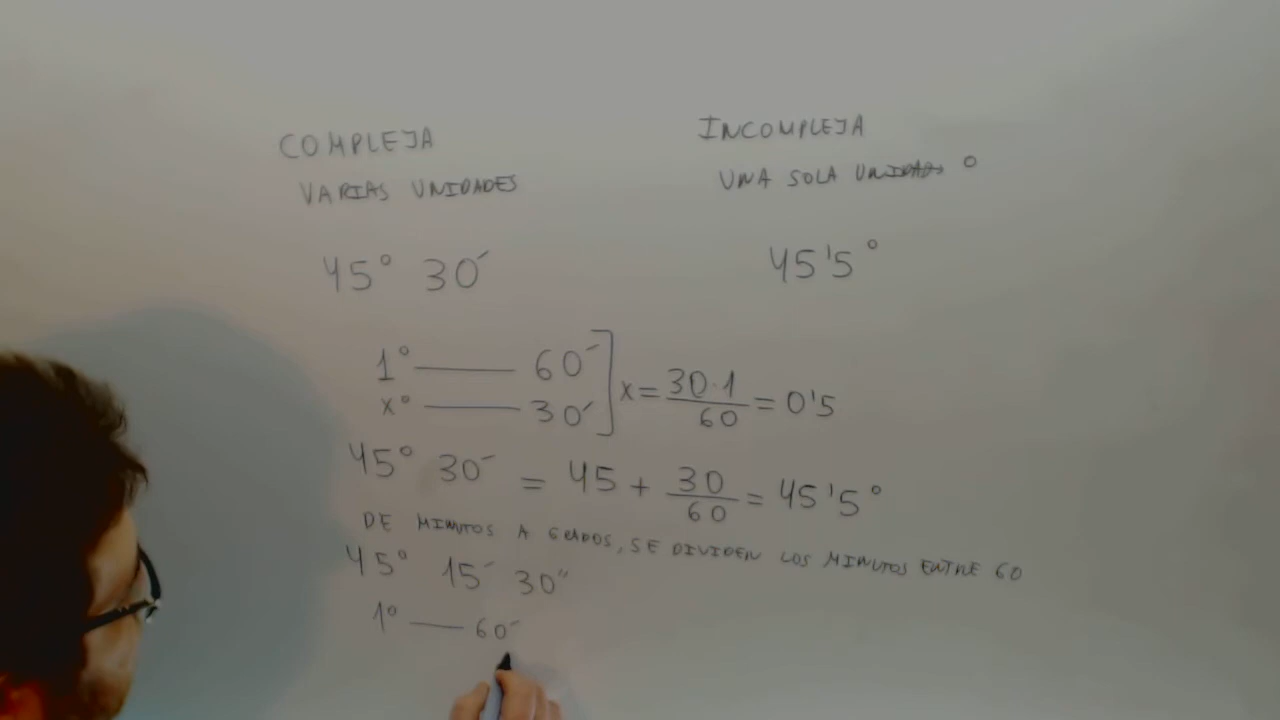 COMPLEJA
VARIAS UNIDADES
45° 30´
INCOMPLEJA
UNA SOLA UNIDAD °
45'5°
1° —— 60´
x° —— 30´
x = 30·1/60 = 0'5
45° 30´ = 45 + 30/60 = 45'5°
DE MINUTOS A GRADOS, SE DIVIDEN LOS MINUTOS ENTRE 60
45° 15´ 30"
1° —— 60´